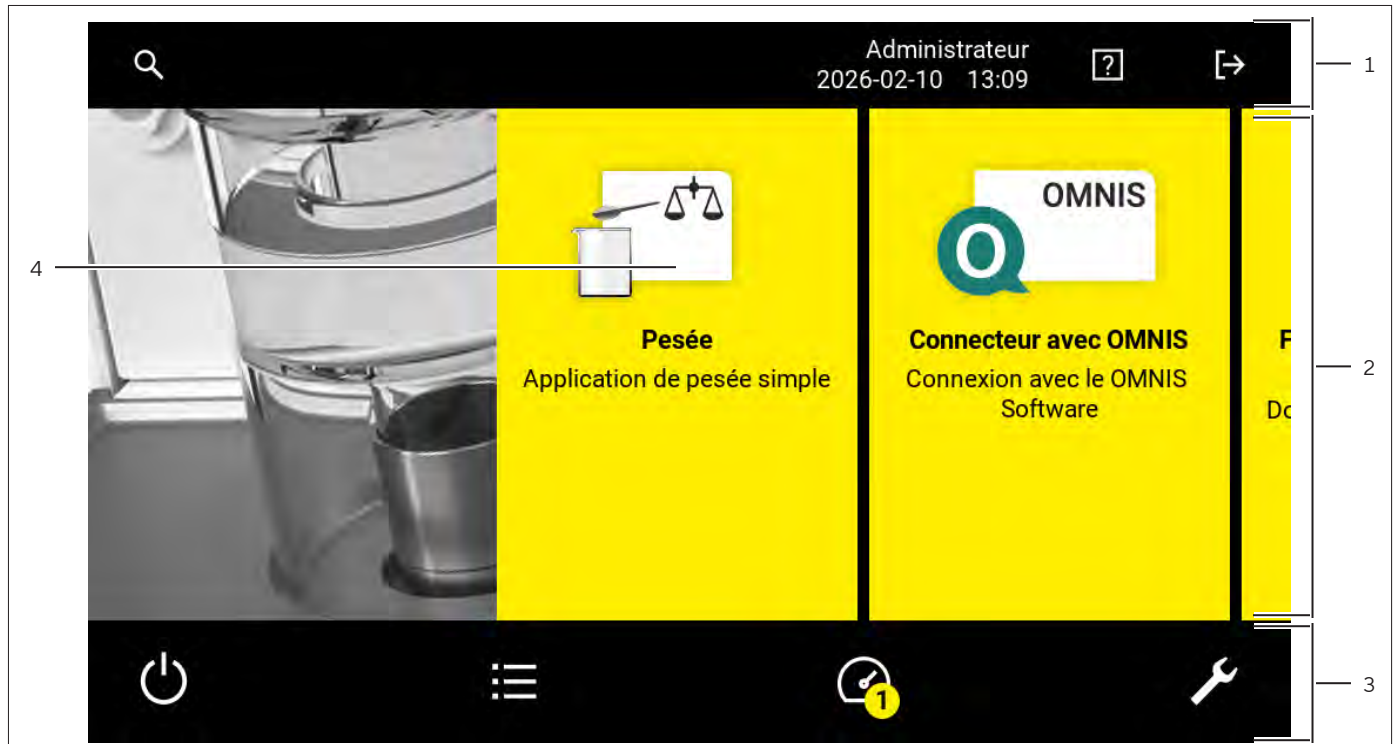 Administrateur
2026-02-10 13:09
?
1
OMNIS
O
4
Pesée
Application de pesée simple
Connecteur avec OMNIS
Connexion avec le OMNIS
Software
F
Do
2
1
3